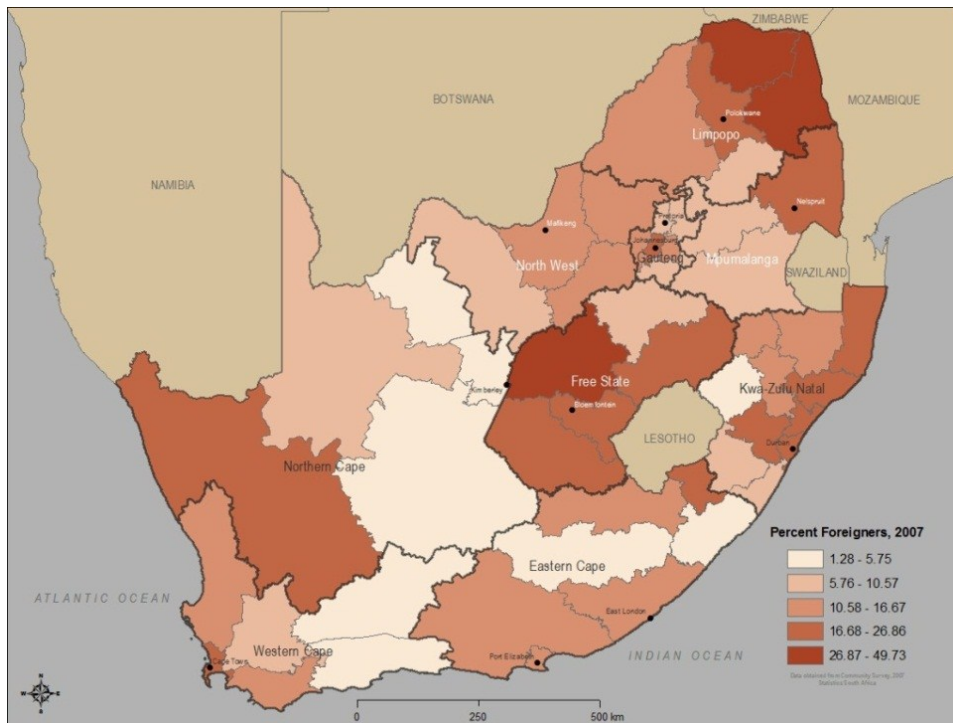 ZIMBABWE
BOTSWANA
MOZAMBIQUE
Polokwane
Limpopo
NAMIBIA
Nelspruit
Pretoria
Mafikeng
Johannesburg
Gauteng
North West
Mpumalanga
SWAZILAND
Free State
Kimberley
Kwa-Zulu Natal
Bloemfontein
LESOTHO
Durban
Northern Cape
Percent Foreigners, 2007
1.28 - 5.75
5.76 - 10.57
10.58 - 16.67
16.68 - 26.86
26.87 - 49.73
Eastern Cape
ATLANTIC OCEAN
East London
Western Cape
Port Elizabeth
INDIAN OCEAN
Cape Town
Data obtained from Community Survey, 2007
Statistics South Africa
N
W
E
S
0 250 500 km